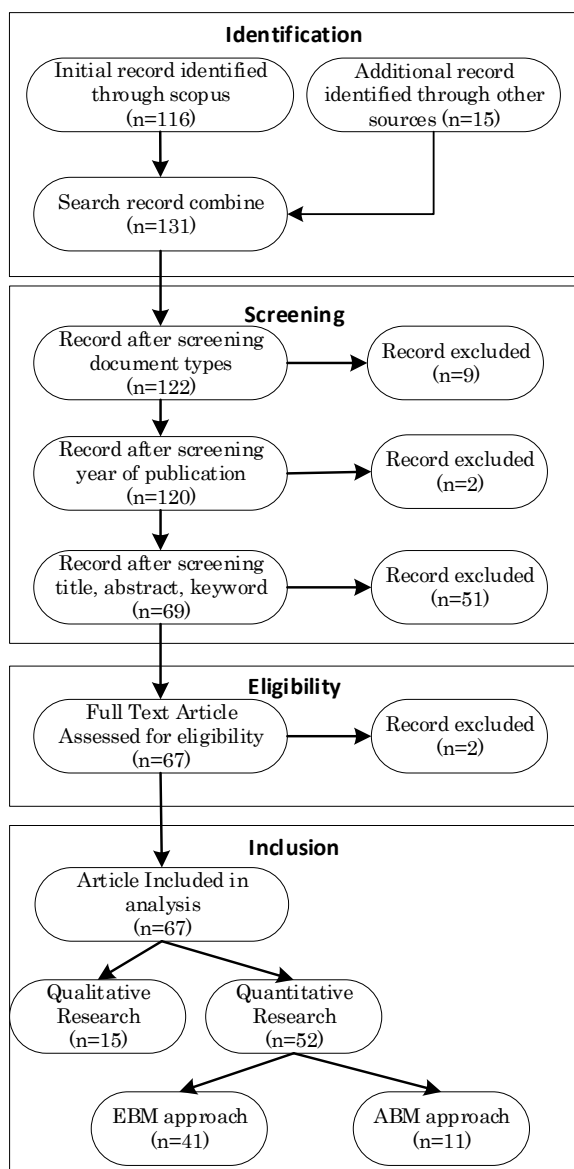 Identification
Initial record identified
through scopus
(n=116)
Additional record
identified through other
sources (n=15)
Search record combine
(n=131)
Screening
Record after screening
document types
(n=122)
Record excluded
(n=9)
Record after screening
year of publication
(n=120)
Record excluded
(n=2)
Record after screening
title, abstract, keyword
(n=69)
Record excluded
(n=51)
Eligibility
Full Text Article
Assessed for eligibility
(n=67)
Record excluded
(n=2)
Inclusion
Article Included in
analysis
(n=67)
Qualitative
Research
(n=15)
Quantitative
Research
(n=52)
EBM approach
(n=41)
ABM approach
(n=11)